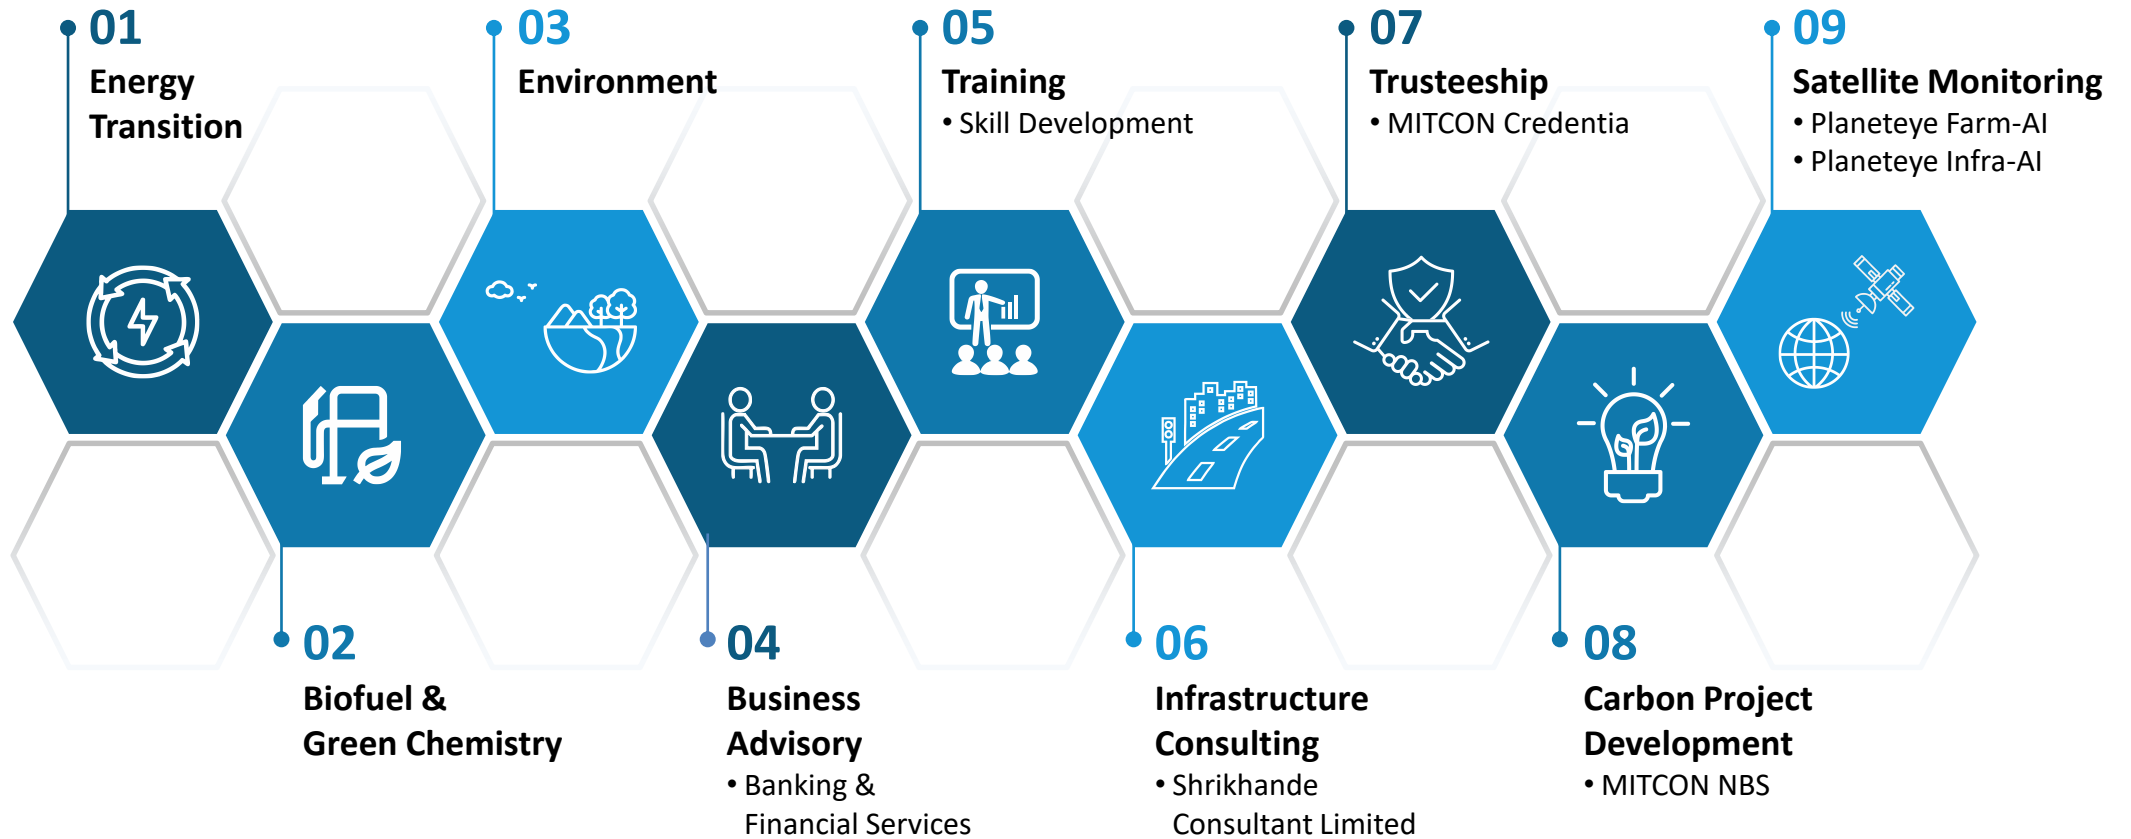 01
Energy
Transition
02
Biofuel &
Green Chemistry
03
Environment
04
Business
Advisory
• Banking &
Financial Services
05
Training
• Skill Development
06
Infrastructure
Consulting
• Shrikhande
Consultant Limited
07
Trusteeship
• MITCON Credentia
08
Carbon Project
Development
• MITCON NBS
09
Satellite Monitoring
• Planeteye Farm-AI
• Planeteye Infra-AI